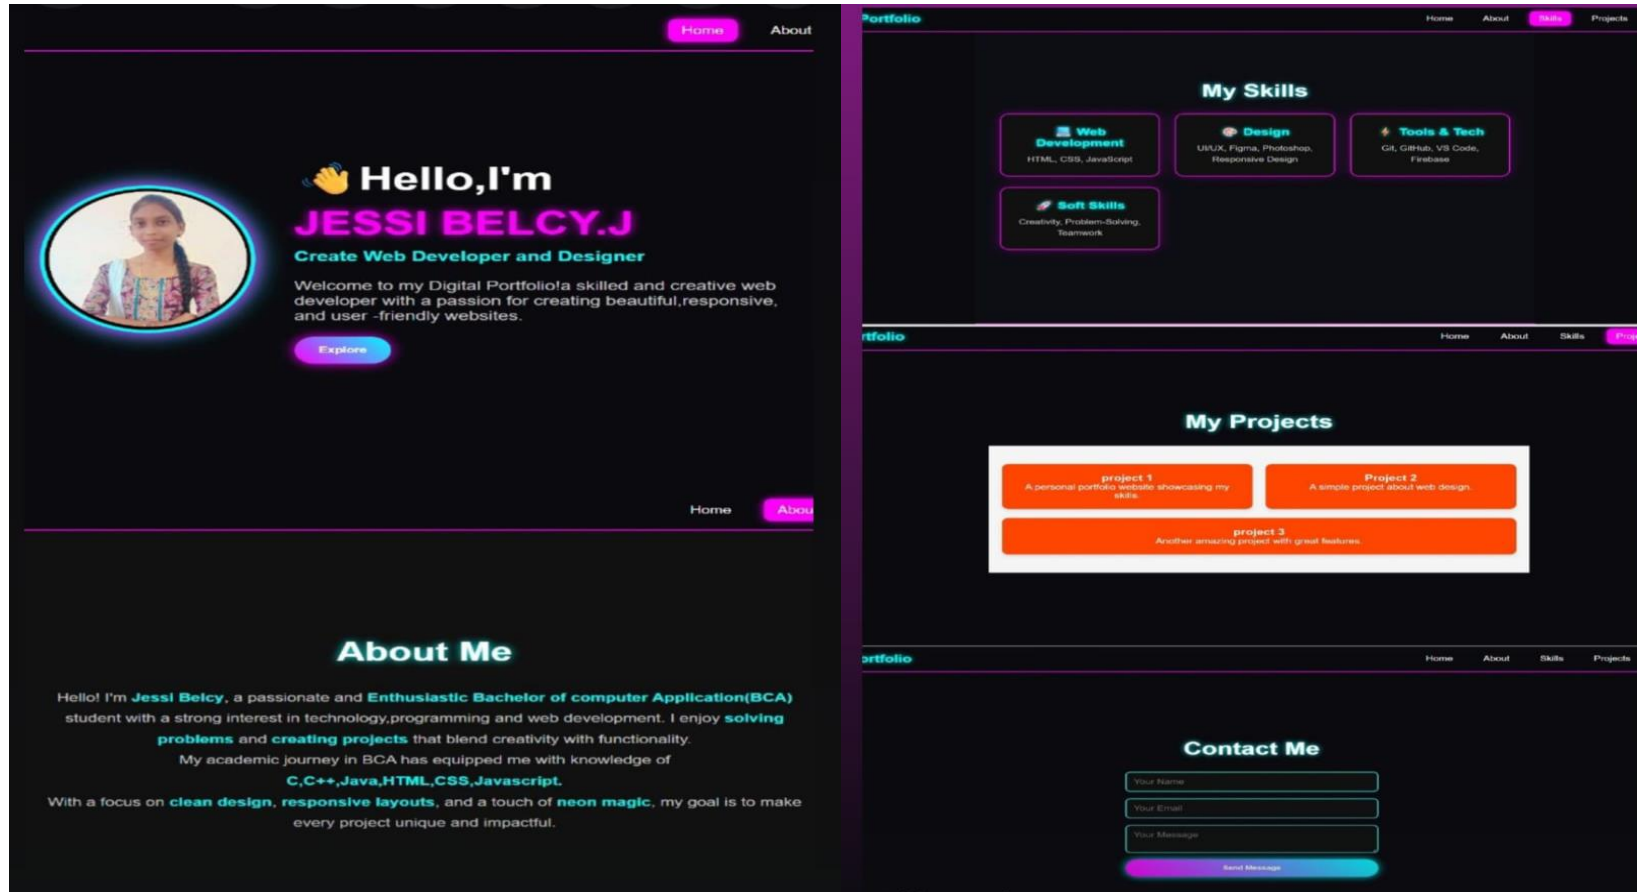 Home About
Hello,I'm
JESSI BELCY.J
Create Web Developer and Designer
Welcome to my Digital Portfolio!a skilled and creative web
developer with a passion for creating beautiful,responsive,
and user -friendly websites.
Explore
Home Abou
About Me
Hello! I'm Jessi Belcy, a passionate and Enthusiastic Bachelor of computer Application(BCA)
student with a strong interest in technology,programming and web development. I enjoy solving
problems and creating projects that blend creativity with functionality.
My academic journey in BCA has equipped me with knowledge of
C,C++,Java,HTML,CSS,Javascript.
With a focus on clean design, responsive layouts, and a touch of neon magic, my goal is to make
every project unique and impactful.
Portfolio Home About Skills Projects
My Skills
Web
Development
HTML, CSS, JavaScript
Design
UI/UX, Figma, Photoshop,
Responsive Design
Tools & Tech
Git, GitHub, VS Code,
Firebase
Soft Skills
Creativity, Problem-Solving,
Teamwork
rtfolio Home About Skills Proj
My Projects
project 1
A personal portfolio website showcasing my
skills.
Project 2
A simple project about web design.
project 3
Another amazing project with great features.
ortfolio Home About Skills Projects
Contact Me
Your Name
Your Email
Your Message
Send Message